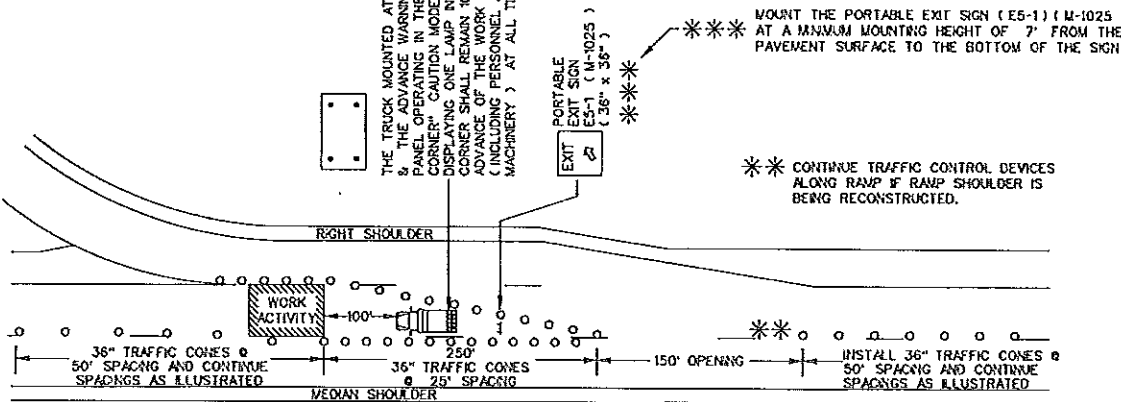 THE TRUCK MOUNTED AT
& THE ADVANCE WARNIN
PANEL OPERATING IN THE
CORNER" CAUTION MODE
DISPLAYING ONE LAMP IN
CORNER SHALL REMAIN 10
ADVANCE OF THE WORK
(INCLUDING PERSONNEL
MACHINERY ) AT ALL
PORTABLE
EXIT SIGN
E5-1 ( M-1025 )
( 36" x 36" )
***
EXIT
*** MOUNT THE PORTABLE EXIT SIGN ( E5-1 ) ( M-1025
AT A MINIMUM MOUNTING HEIGHT OF 7' FROM THE
PAVEMENT SURFACE TO THE BOTTOM OF THE SIGN
** CONTINUE TRAFFIC CONTROL DEVICES
ALONG RAMP IF RAMP SHOULDER IS
BEING RECONSTRUCTED.
RIGHT SHOULDER
WORK
ACTIVITY
100'
**
36" TRAFFIC CONES @
50' SPACING AND CONTINUE
SPACINGS AS ILLUSTRATED
250'
36" TRAFFIC CONES
@ 25' SPACING
150' OPENING
INSTALL 36" TRAFFIC CONES @
50' SPACING AND CONTINUE
SPACINGS AS ILLUSTRATED
MEDIAN SHOULDER